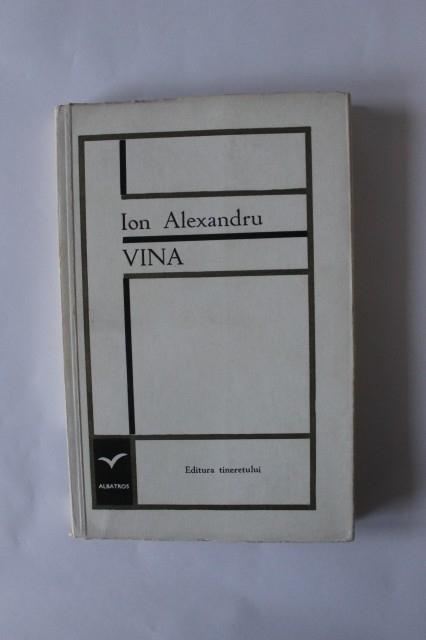 Ion Alexandru
VINA
ALBATROS
Editura tineretului